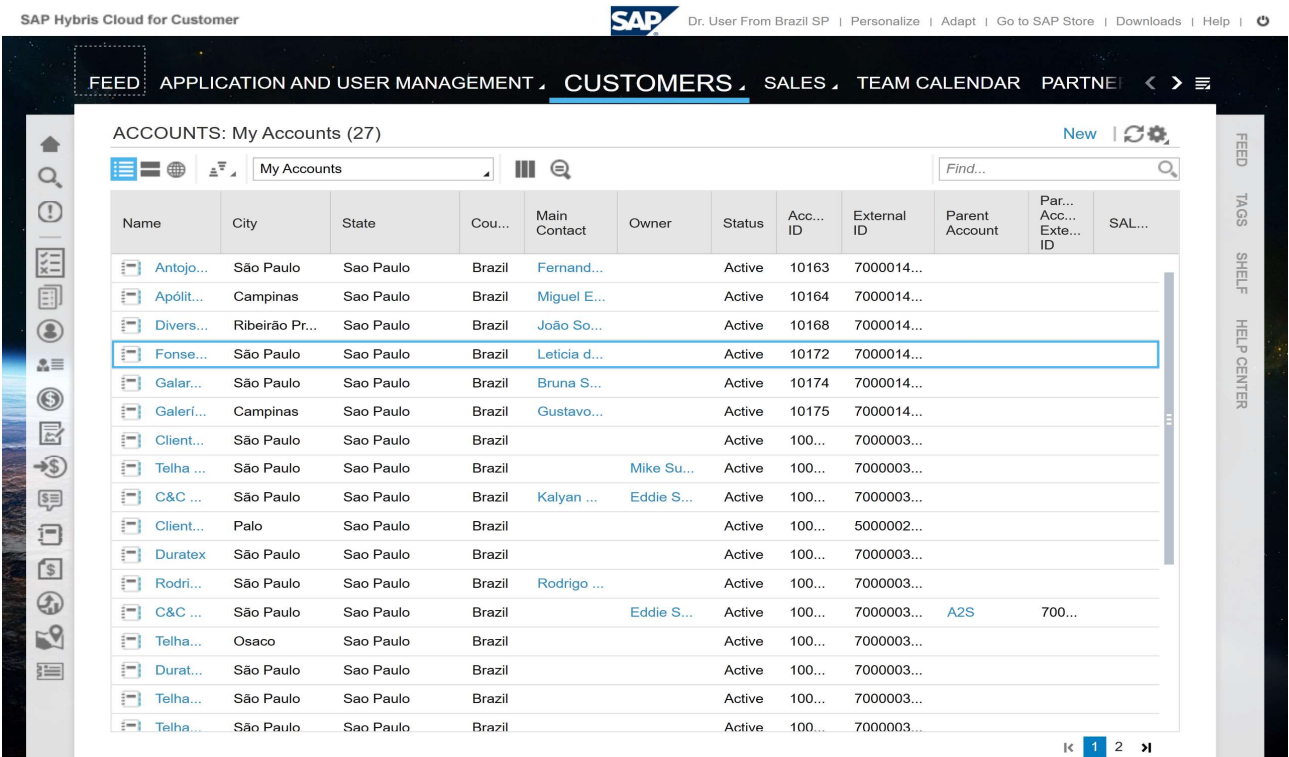 SAP Hybris Cloud for Customer SAP Dr. User From Brazil SP | Personalize | Adapt | Go to SAP Store | Downloads | Help |
FEED APPLICATION AND USER MANAGEMENT CUSTOMERS SALES TEAM CALENDAR PARTNE
ACCOUNTS: My Accounts (27) New
My Accounts Find...
Name City State Cou... Main Contact Owner Status Acc... ID External ID Parent Account Par... Acc... Exte... ID SAL...
Antojo... São Paulo Sao Paulo Brazil Fernand... Active 10163 7000014...
Apólit... Campinas Sao Paulo Brazil Miguel E... Active 10164 7000014...
Divers... Ribeirão Pr... Sao Paulo Brazil João So... Active 10168 7000014...
Fonse... São Paulo Sao Paulo Brazil Leticia d... Active 10172 7000014...
Galar... São Paulo Sao Paulo Brazil Bruna S... Active 10174 7000014...
Galerí... Campinas Sao Paulo Brazil Gustavo... Active 10175 7000014...
Client... São Paulo Sao Paulo Brazil Active 100... 7000003...
Telha ... São Paulo Sao Paulo Brazil Mike Su... Active 100... 7000003...
C&C ... São Paulo Sao Paulo Brazil Kalyan ... Eddie S... Active 100... 7000003...
Client... Palo Sao Paulo Brazil Active 100... 5000002...
Duratex São Paulo Sao Paulo Brazil Active 100... 7000003...
Rodri... São Paulo Sao Paulo Brazil Rodrigo ... Active 100... 7000003...
C&C ... São Paulo Sao Paulo Brazil Eddie S... Active 100... 7000003... A2S 700...
Telha... Osaco Sao Paulo Brazil Active 100... 7000003...
Durat... São Paulo Sao Paulo Brazil Active 100... 7000003...
Telha... São Paulo Sao Paulo Brazil Active 100... 7000003...
Telha... São Paulo Sao Paulo Brazil Active 100... 7000003...
1 2
FEED
TAGS
SHELF
HELP CENTER